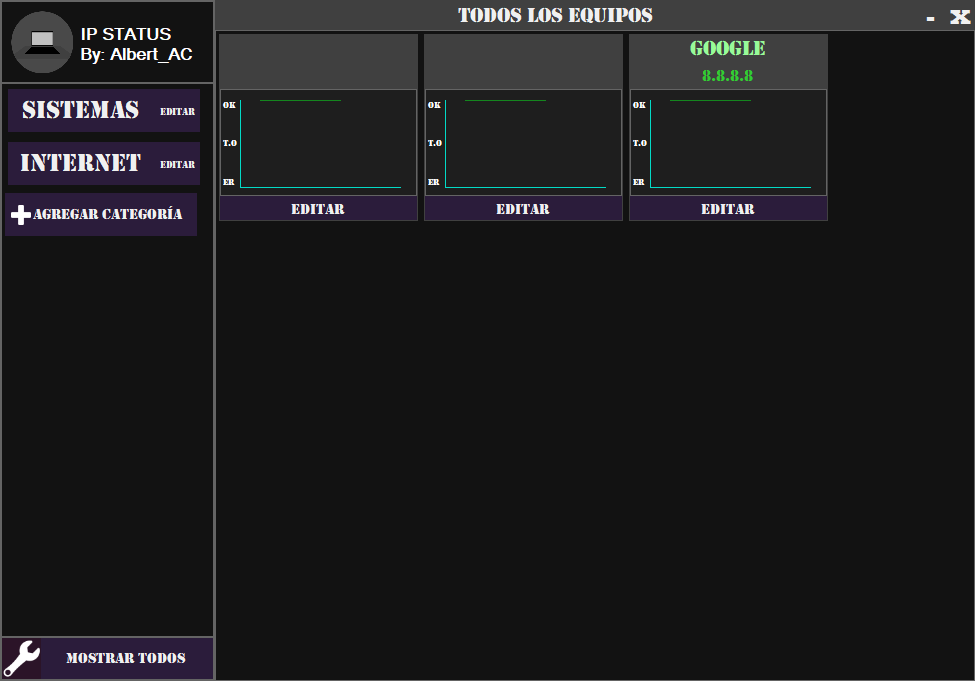 IP STATUS
By: Albert_AC
TODOS LOS EQUIPOS
- X
SISTEMAS EDITAR
INTERNET EDITAR
AGREGAR CATEGORÍA
OK
T.O
ER
EDITAR
OK
T.O
ER
EDITAR
GOOGLE
8.8.8.8
OK
T.O
ER
EDITAR
MOSTRAR TODOS